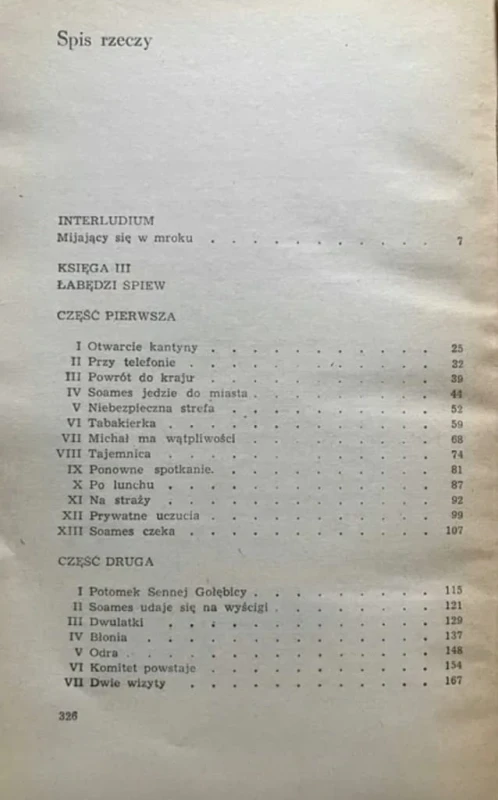 Spis rzeczy
INTERLUDIUM
Mijający się w mroku . . . . . . . . . . . 7
KSIĘGA III
ŁABĘDZI ŚPIEW
CZĘŚĆ PIERWSZA
I Otwarcie kantyny . . . . . . . . . . . 25
II Przy telefonie . . . . . . . . . . . . 32
III Powrót do kraju . . . . . . . . . . . 39
IV Soames jedzie do miasta . . . . . . . . . 44
V Niebezpieczna strefa . . . . . . . . . . 52
VI Tabakierka . . . . . . . . . . . . . 59
VII Michał ma wątpliwości . . . . . . . . . 68
VIII Tajemnica . . . . . . . . . . . . . 74
IX Ponowne spotkanie. . . . . . . . . . . 81
X Po lunchu . . . . . . . . . . . . . 87
XI Na straży . . . . . . . . . . . . . 92
XII Prywatne uczucia . . . . . . . . . . . 99
XIII Soames czeka . . . . . . . . . . . . 107
CZĘŚĆ DRUGA
I Potomek Sennej Gołębicy . . . . . . . . . 115
II Soames udaje się na wyścigi . . . . . . . . 121
III Dwulatki . . . . . . . . . . . . . 129
IV Błonia . . . . . . . . . . . . . . 137
V Odra . . . . . . . . . . . . . . . 148
VI Komitet powstaje . . . . . . . . . . . 154
VII Dwie wizyty . . . . . . . . . . . . 167
326